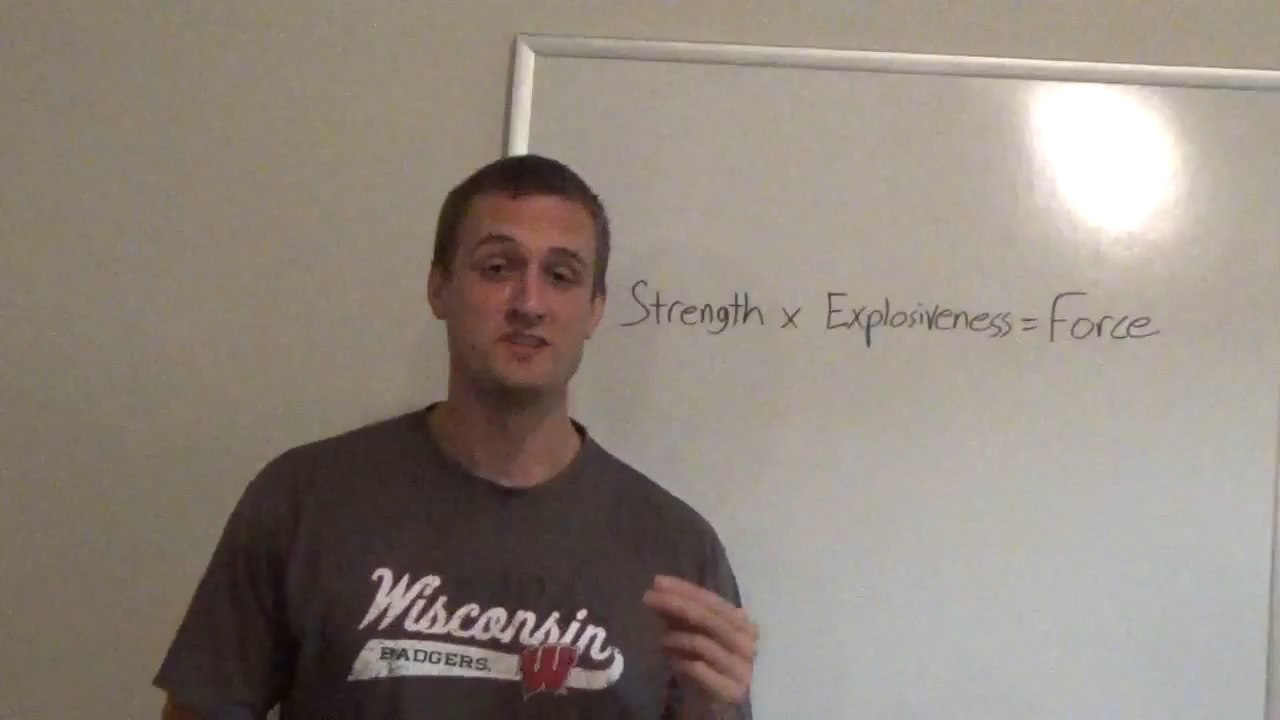 Strength x Explosiveness = Force
Wisconsin
BADGERS.
W